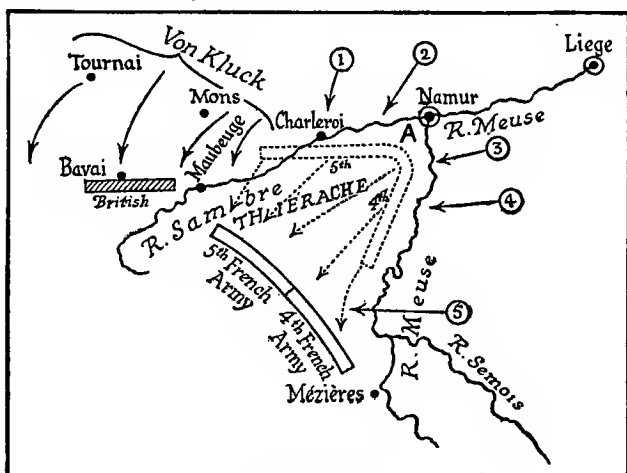 Von Kluck
Tournai
Mons
Liege
1
2
Charleroi
Namur
A
R. Meuse
Maubeuge
Bavai
British
3
5th
4th
THIERACHE
R. Sambre
4
5th French
Army
4th French
Army
5
R. Meuse
R. Semois
Mézières